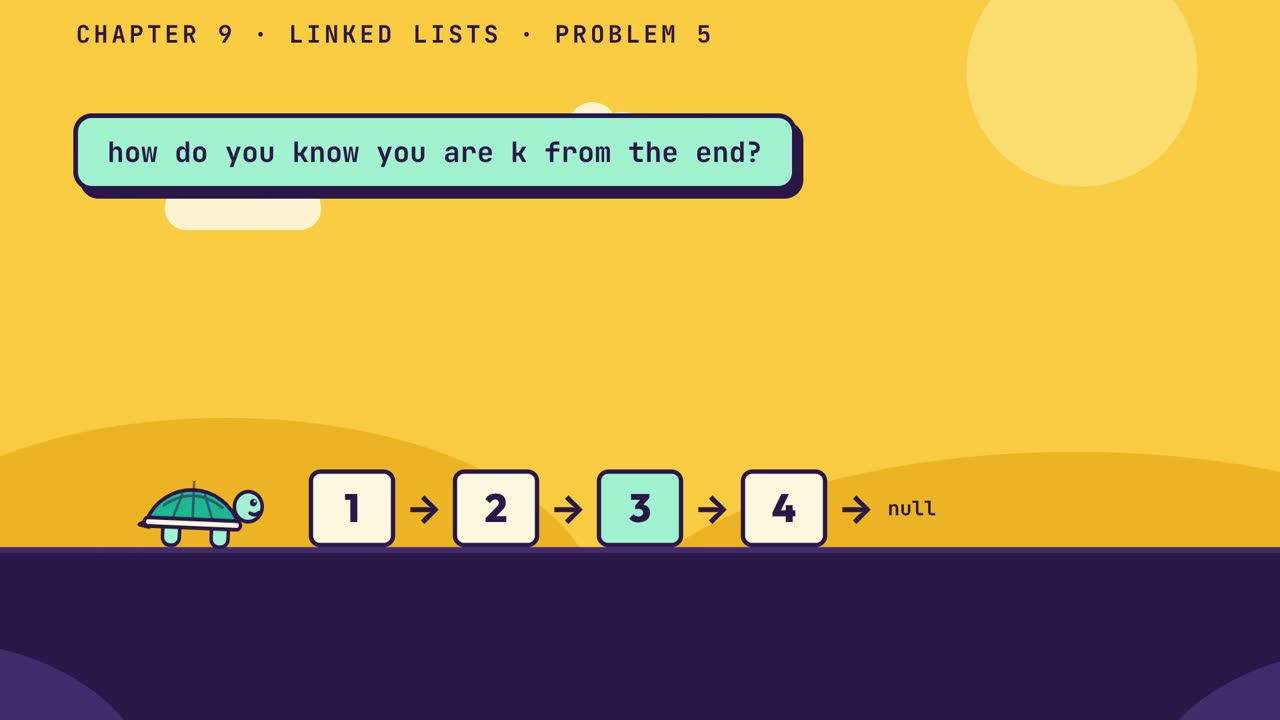 CHAPTER 9 · LINKED LISTS · PROBLEM 5
how do you know you are k from the end?
1 → 2 → 3 → 4 → null